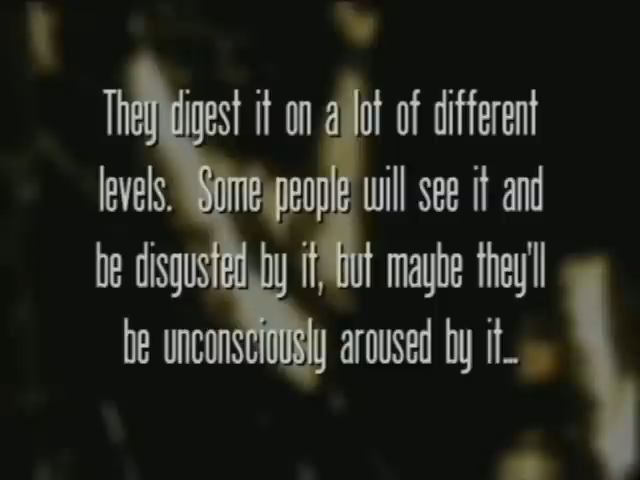 They digest it on a lot of different
levels. Some people will see it and
be disgusted by it, but maybe they'll
be unconsciously aroused by it...